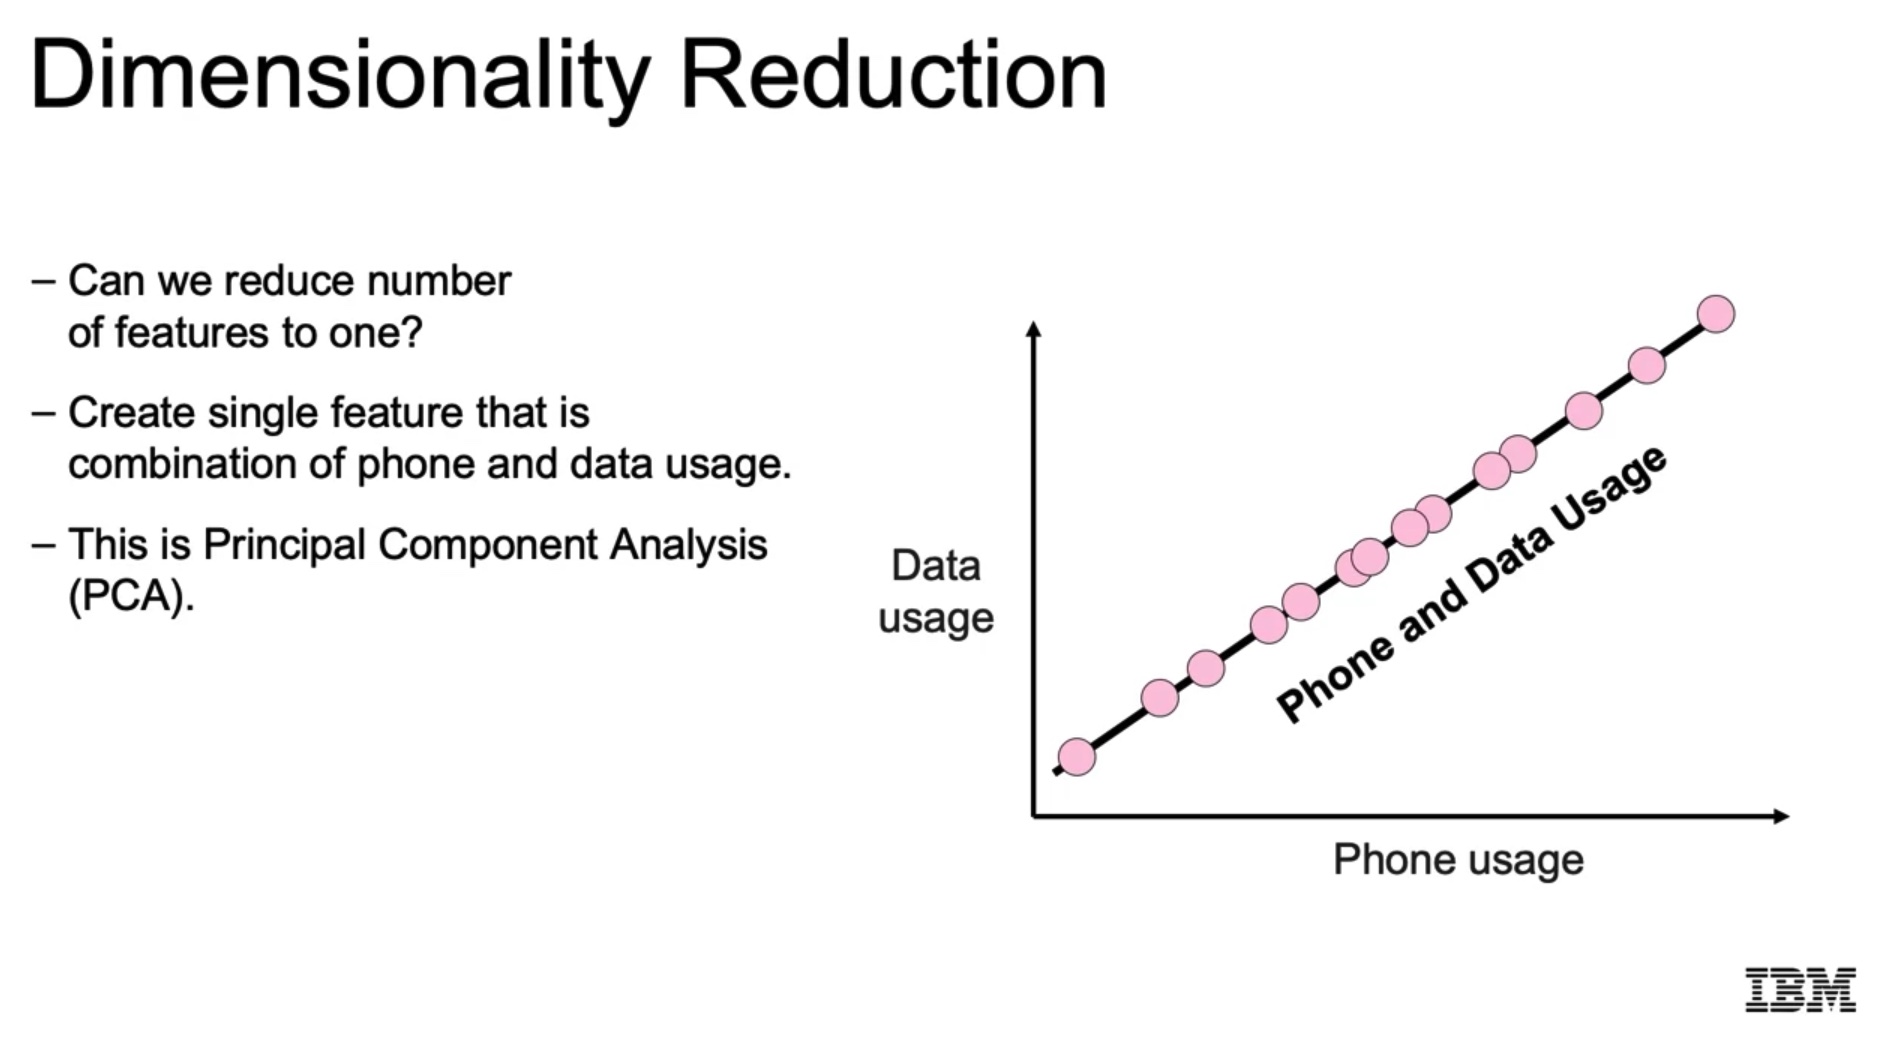 Dimensionality Reduction
– Can we reduce number
of features to one?
– Create single feature that is
combination of phone and data usage.
– This is Principal Component Analysis
(PCA).
Data
usage
Phone and Data Usage
Phone usage
IBM